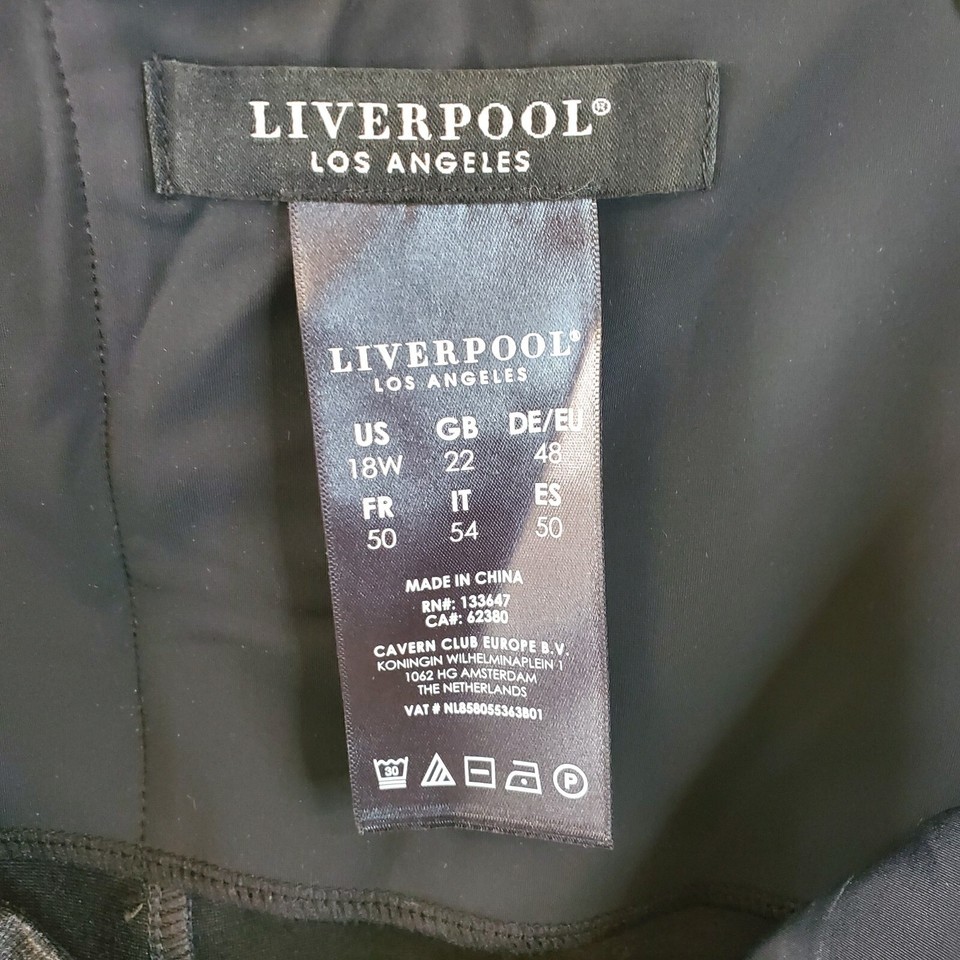 LIVERPOOL®
LOS ANGELES
LIVERPOOL®
LOS ANGELES
US GB DE/EU
18W 22 48
FR IT ES
50 54 50
MADE IN CHINA
RN#: 133647
CA#: 62380
CAVERN CLUB EUROPE B.V.
KONINGIN WILHELMINAPLEIN 1
1062 HG AMSTERDAM
THE NETHERLANDS
VAT # NL858055363B01
30 P